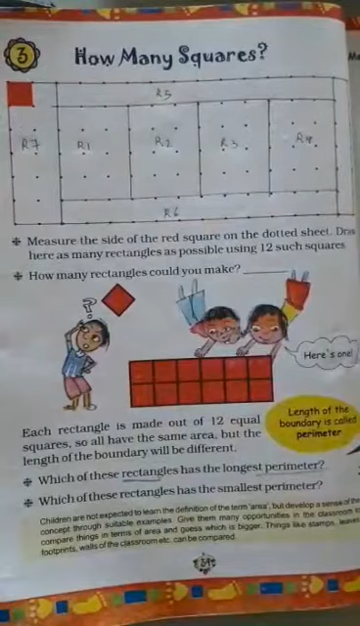 3
How Many Squares?
R5
R7 R1 R2 R3 R4
R6
Measure the side of the red square on the dotted sheet. Draw
here as many rectangles as possible using 12 such squares
How many rectangles could you make?
?
Here's one!
Each rectangle is made out of 12 equal
squares, so all have the same area, but the
length of the boundary will be different.
Length of the
boundary is called
perimeter
Which of these rectangles has the longest perimeter?
Which of these rectangles has the smallest perimeter?
Children are not expected to learn the definition of the term 'area', but develop a sense of the
concept through suitable examples. Give them many opportunities in the classroom to
compare things in terms of area and guess which is bigger. Things like stamps, leaves,
footprints, walls of the classroom etc. can be compared.